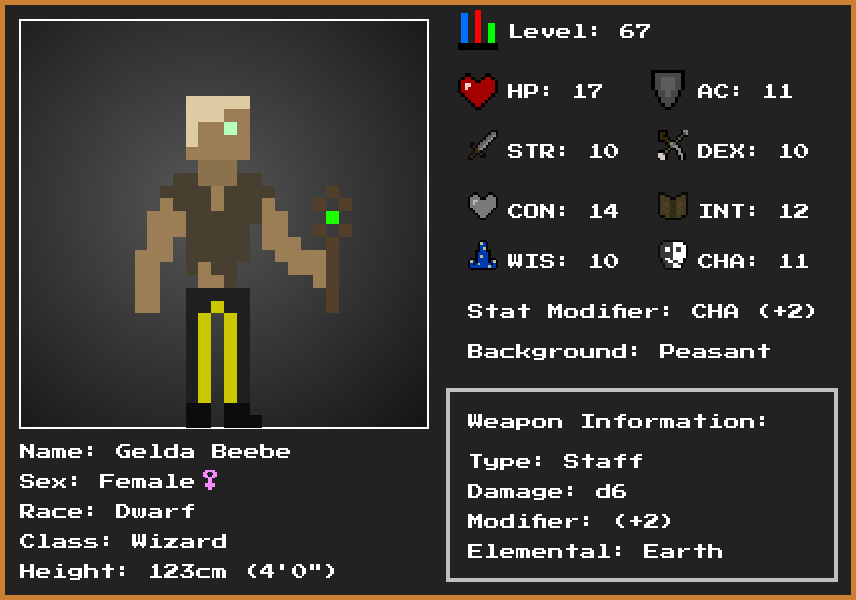 Level: 67
HP: 17
AC: 11
STR: 10
DEX: 10
CON: 14
INT: 12
WIS: 10
CHA: 11
Stat Modifier: CHA (+2)
Background: Peasant
Weapon Information:
Type: Staff
Damage: d6
Modifier: (+2)
Elemental: Earth
Name: Gelda Beebe
Sex: Female♀
Race: Dwarf
Class: Wizard
Height: 123cm (4'0")